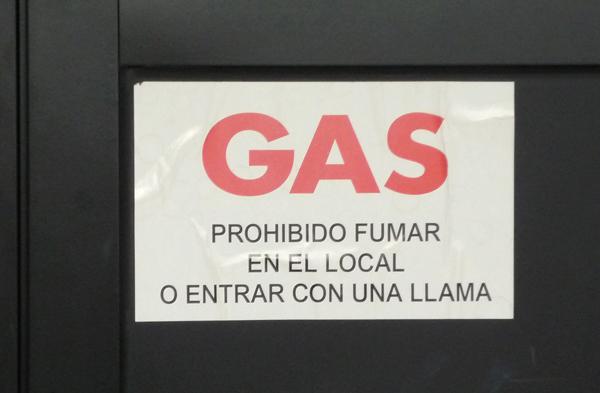 GAS
PROHIBIDO FUMAR
EN EL LOCAL
O ENTRAR CON UNA LLAMA